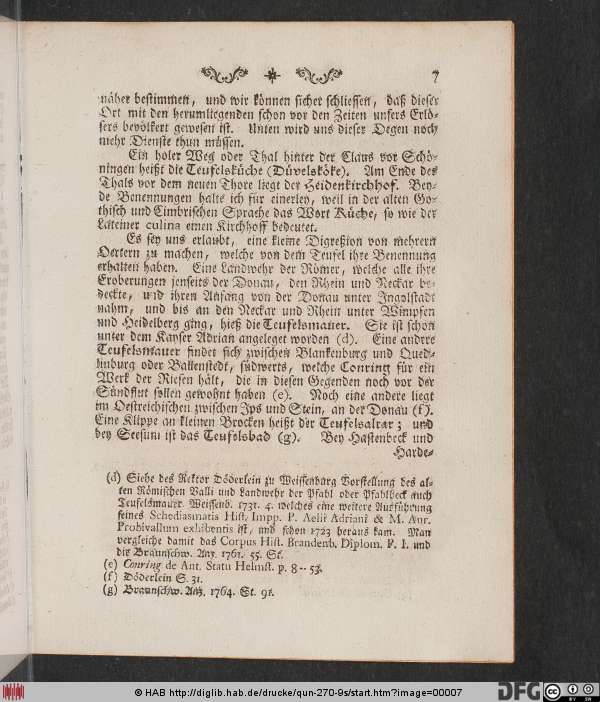 7
näher bestimmen, und wir können sicher schliessen, daß dieser
Ort mit den herumliegenden schon vor den Zeiten unsers Erlö-
sers bevölkert gewesen ist. Unten wird uns dieser Degen noch
mehr Dienste thun müssen.
Ein holer Weg oder Thal hinter der Claus vor Schö-
ningen heißt die Teufelsküche (Düvelsköke). Am Ende des
Thals vor dem neuen Thore liegt der Heidenkirchhof. Bey-
de Benennungen halte ich für einerley, weil in der alten Go-
thisch und Cimbrischen Sprache das Wort Küche, so wie der
Lateiner culina einen Kirchhoff bedeutet.
Es sey uns erlaubt, eine kleine Digreßion von mehrern
Oertern zu machen, welche von dem Teufel ihre Benennung
erhalten haben. Eine Landwehr der Römer, welche alle ihre
Eroberungen jenseits der Donau, den Rhein und Neckar be-
deckte, und ihren Anfang von der Donau unter Ingolstadt
nahm, und bis an den Neckar und Rhein unter Wimpfen
und Heidelberg ging, hieß die Teufelsmauer. Sie ist schon
unter dem Kayser Adrian angeleget worden (d). Eine andere
Teufelsmauer findet sich zwischen Blankenburg und Qued-
linburg oder Ballenstedt, südwerts, welche Conring für ein
Werk der Riesen hält, die in diesen Gegenden noch vor der
Sündflut sollen gewohnt haben (e). Noch eine andere liegt
im Oestreichischen zwischen Ips und Stein, an der Donau (f).
Eine Klippe am kleinen Brocken heißt der Teufelsaltar; und
bey Seesum ist das Teufelsbad (g). Bey Hastenbeck und
Harde-
(d) Siehe des Rektor Döderlein zu Weissenburg Vorstellung des al-
ten Römischen Valli und Landwehr der Pfahl oder Pfahlheck auch
Teufelsmauer. Weissenb. 1731. 4. welches eine weitere Ausführung
seines Schediasmatis Hist. Impp. P. Aelii Adriani & M. Aur.
Probi vallum exhibentis ist, und schon 1723 heraus kam. Man
vergleiche damit das Corpus Hist. Brandenb. Diplom. P. I. und
die Braunschw. Anz. 1761. 55. St.
(e) Conring de Ant. Statu Helmst. p. 8 -- 53.
(f) Döderlein S. 31.
(g) Braunschw. Anz. 1764. St. 91.
© HAB http://diglib.hab.de/drucke/qun-270-9s/start.htm?image=00007
DFG
CC BY SA